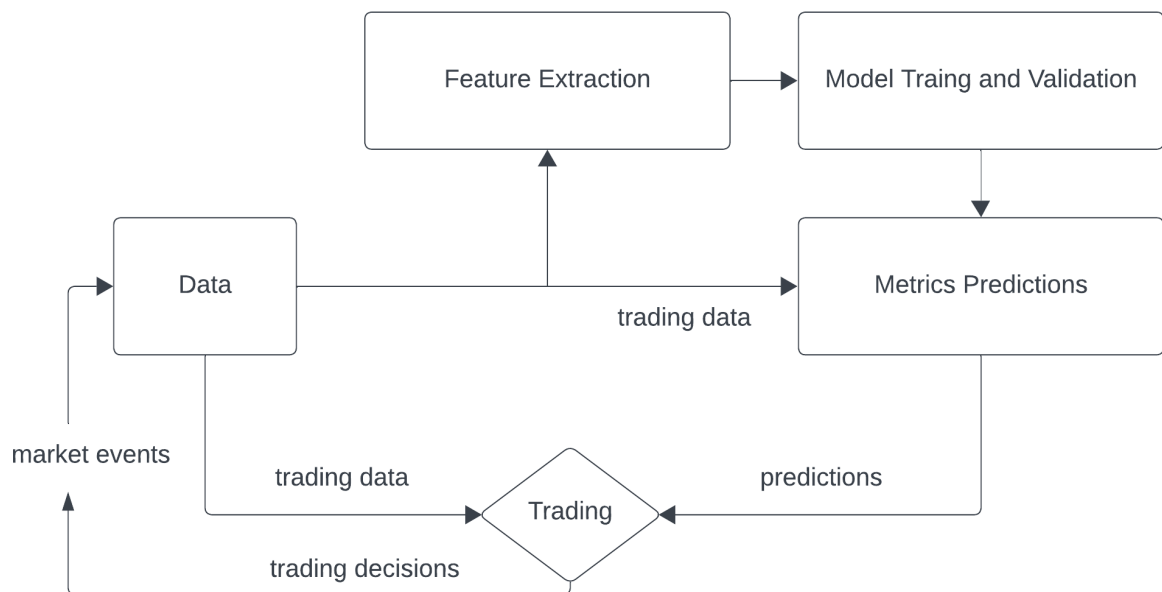 Feature Extraction
Model Traing and Validation
Data
Metrics Predictions
trading data
market events
trading data
predictions
Trading
trading decisions